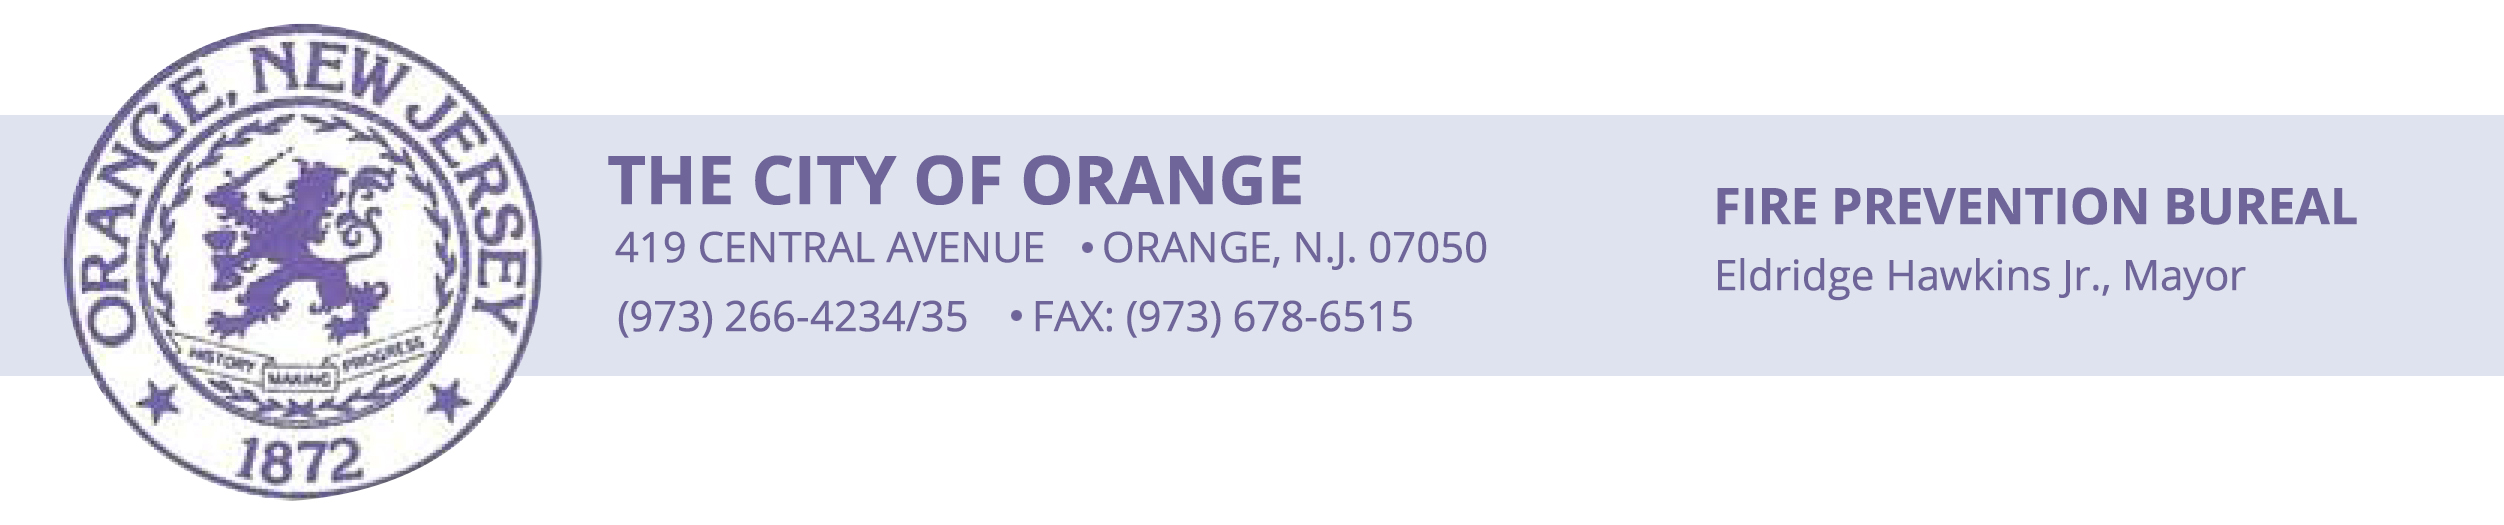 ORANGE, NEW JERSEY
HISTORY MAKING PROGRESS
1872
THE CITY OF ORANGE
419 CENTRAL AVENUE • ORANGE, N.J. 07050
(973) 266-4234/35 • FAX: (973) 678-6515
FIRE PREVENTION BUREAL
Eldridge Hawkins Jr., Mayor